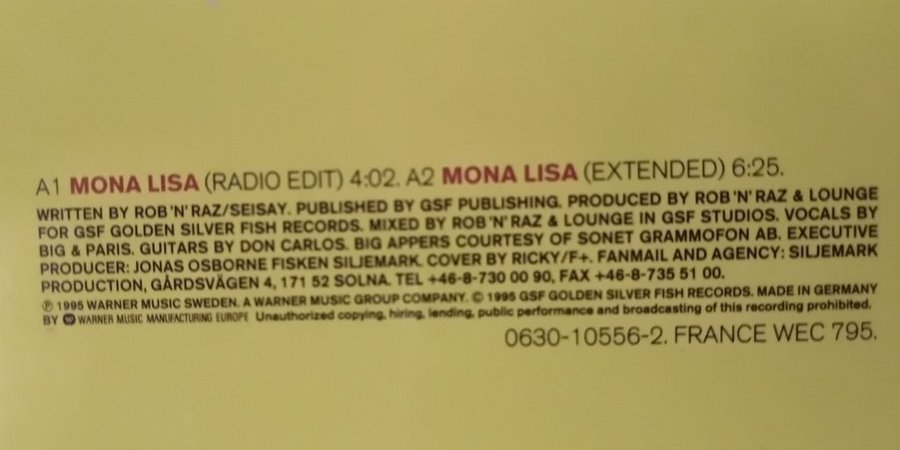 A1 MONA LISA (RADIO EDIT) 4:02. A2 MONA LISA (EXTENDED) 6:25.
WRITTEN BY ROB 'N' RAZ/SEISAY. PUBLISHED BY GSF PUBLISHING. PRODUCED BY ROB 'N' RAZ & LOUNGE
FOR GSF GOLDEN SILVER FISH RECORDS. MIXED BY ROB 'N' RAZ & LOUNGE IN GSF STUDIOS. VOCALS BY
BIG & PARIS. GUITARS BY DON CARLOS. BIG APPERS COURTESY OF SONET GRAMMOFON AB. EXECUTIVE
PRODUCER: JONAS OSBORNE FISKEN SILJEMARK. COVER BY RICKY/F+. FANMAIL AND AGENCY: SILJEMARK
PRODUCTION, GÅRDSVÄGEN 4, 171 52 SOLNA. TEL +46-8-730 00 90, FAX +46-8-735 51 00.
℗ 1995 WARNER MUSIC SWEDEN. A WARNER MUSIC GROUP COMPANY. © 1995 GSF GOLDEN SILVER FISH RECORDS. MADE IN GERMANY
BY WARNER MUSIC MANUFACTURING EUROPE Unauthorized copying, hiring, lending, public performance and broadcasting of this recording prohibited.
0630-10556-2. FRANCE WEC 795.